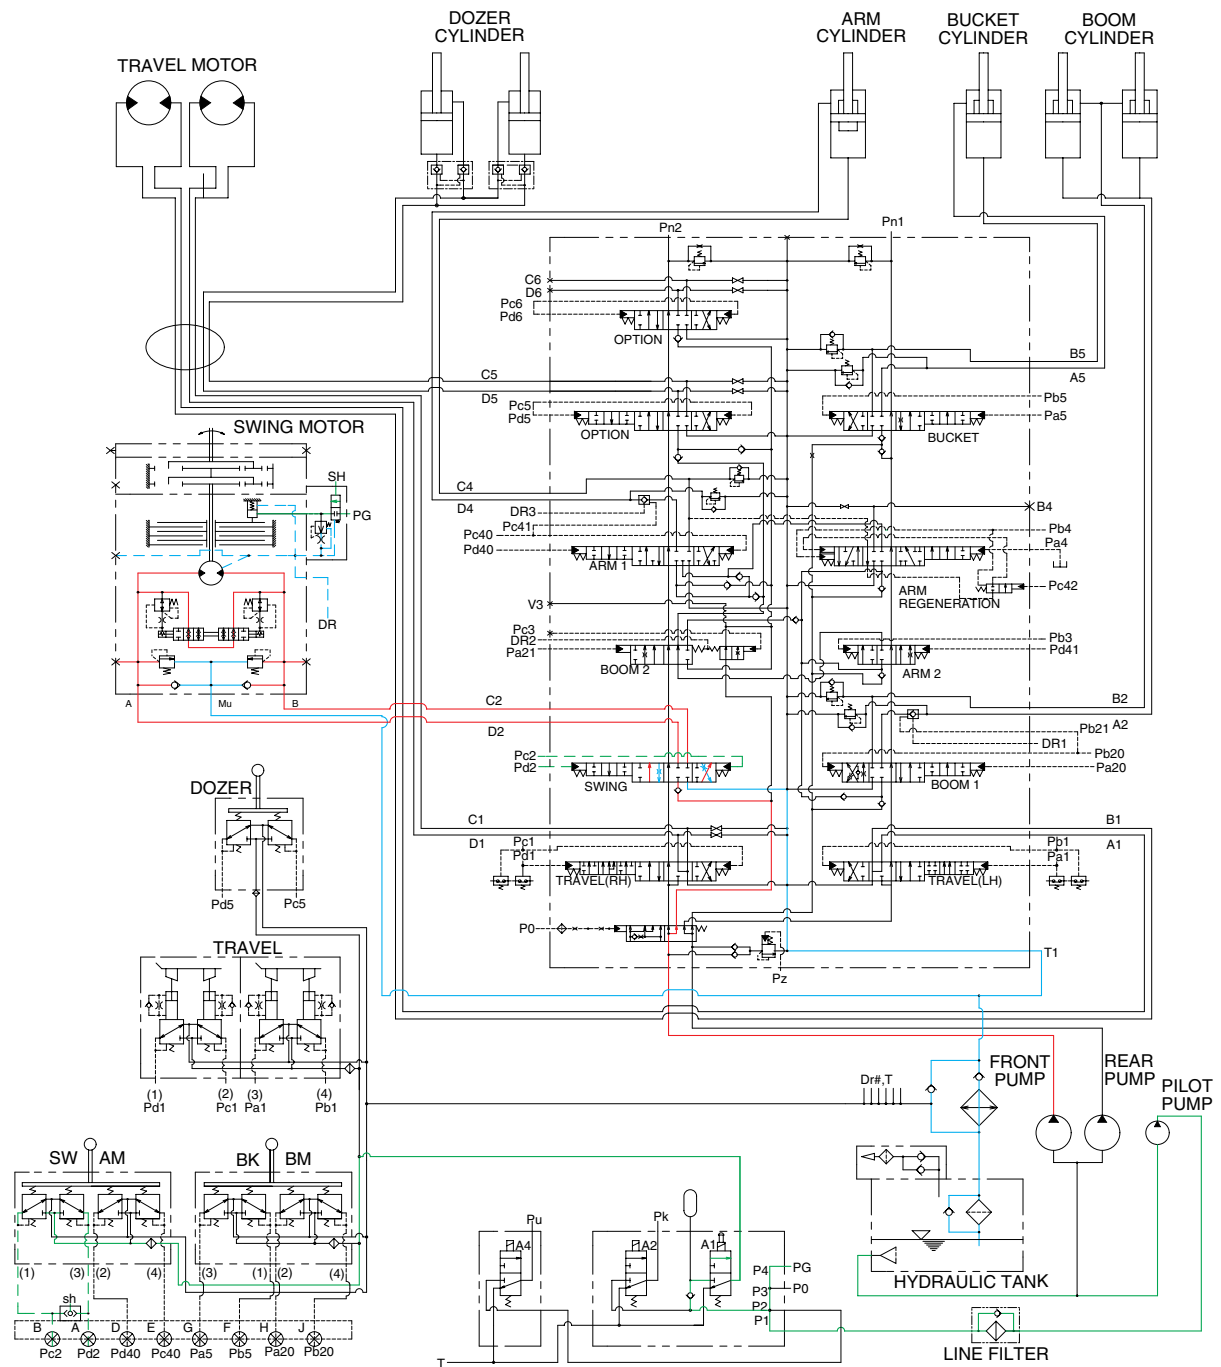 DOZER
CYLINDER
ARM
CYLINDER
BUCKET
CYLINDER
BOOM
CYLINDER
TRAVEL MOTOR
Pn2
Pn1
C6
D6
Pc6
Pd6
OPTION
B5
A5
C5
D5
Pc5
Pd5
OPTION
Pb5
Pa5
BUCKET
SWING MOTOR
SH
PG
C4
D4
DR3
Pc41
Pc40
Pd40
ARM 1
B4
Pb4
Pa4
ARM
REGENERATION
Pc42
DR
V3
Pc3
DR2
Pa21
BOOM 2
Pb3
Pd41
ARM 2
A
Mu
B
C2
D2
B2
A2
Pb21
DR1
Pc2
Pd2
SWING
Pb20
Pa20
BOOM 1
DOZER
C1
D1
Pc1
Pd1
TRAVEL(RH)
B1
A1
Pb1
Pa1
TRAVEL(LH)
Pd5
Pc5
P0
Pz
T1
TRAVEL
(1)
Pd1
(2)
Pc1
(3)
Pa1
(4)
Pb1
Dr#,T
FRONT
PUMP
REAR
PUMP
PILOT
PUMP
SW
AM
BK
BM
(1)
(3)
(2)
(4)
(3)
(1)
(2)
(4)
sh
B
A
D
E
G
F
H
J
Pc2
Pd2
Pd40
Pc40
Pa5
Pb5
Pa20
Pb20
Pu
A4
Pk
A2
A1
P4
PG
P3
P0
P2
P1
T
HYDRAULIC TANK
LINE FILTER